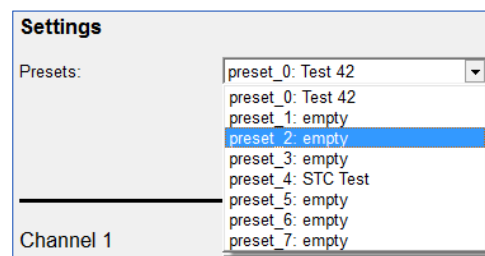 Settings
Presets: preset_0: Test 42
preset_0: Test 42
preset_1: empty
preset_2: empty
preset_3: empty
preset_4: STC Test
preset_5: empty
preset_6: empty
Channel 1 preset_7: empty